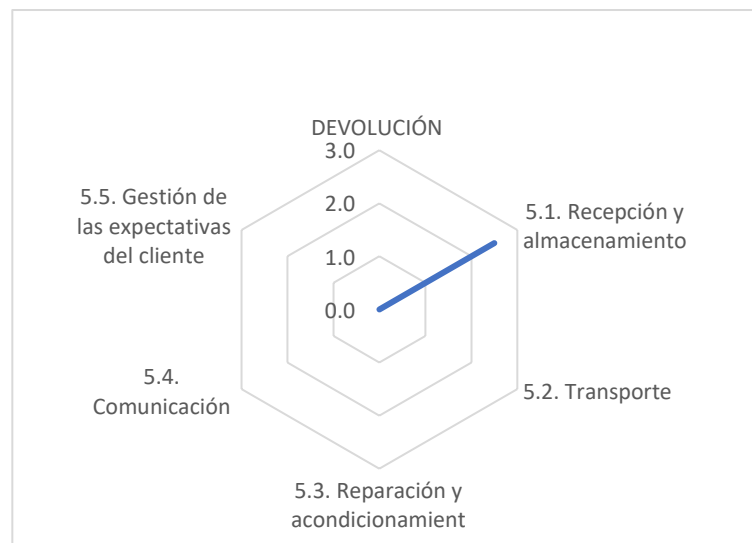 DEVOLUCIÓN
3.0
2.0
1.0
0.0
5.1. Recepción y
almacenamiento
5.2. Transporte
5.3. Reparación y
acondicionamient
5.4.
Comunicación
5.5. Gestión de
las expectativas
del cliente